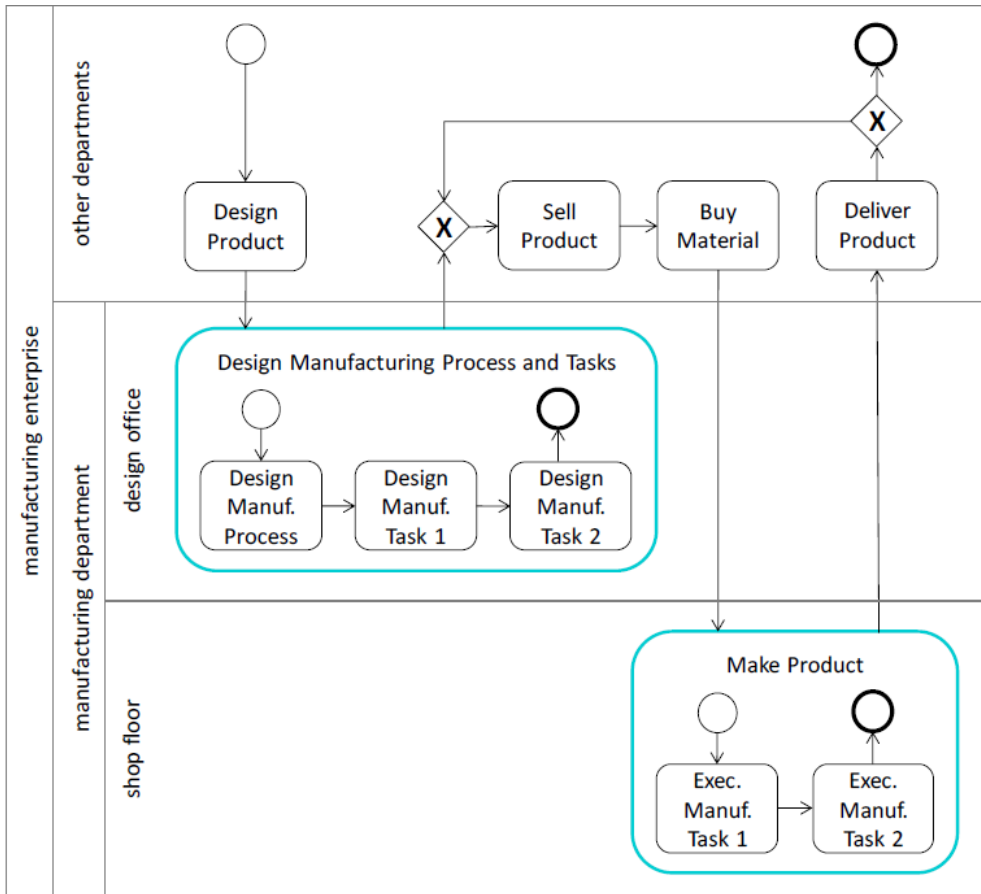 manufacturing enterprise
other departments
Design
Product
X
Sell
Product
Buy
Material
Deliver
Product
X
manufacturing department
design office
Design Manufacturing Process and Tasks
Design
Manuf.
Process
Design
Manuf.
Task 1
Design
Manuf.
Task 2
shop floor
Make Product
Exec.
Manuf.
Task 1
Exec.
Manuf.
Task 2